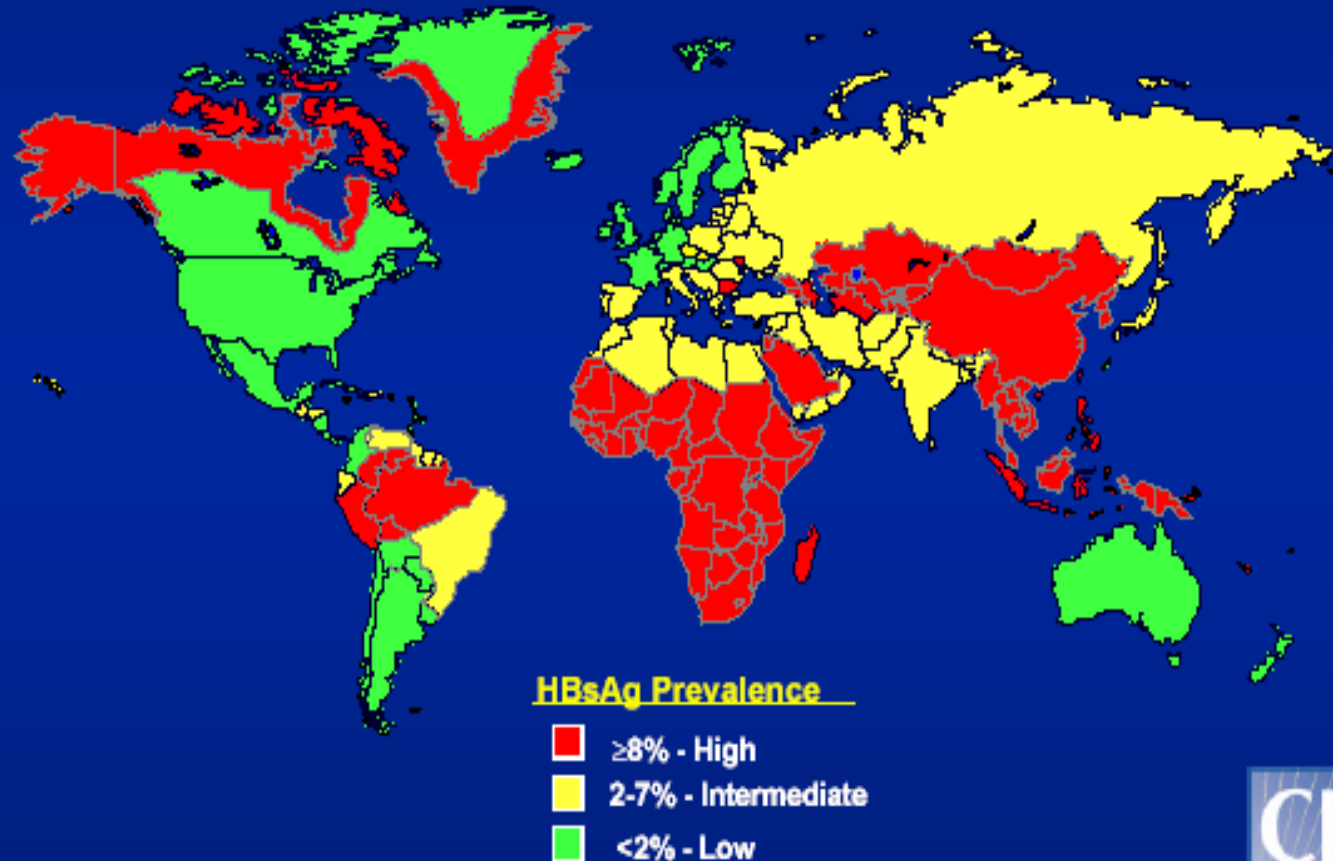 HBsAg Prevalence
≥8% - High
2-7% - Intermediate
<2% - Low